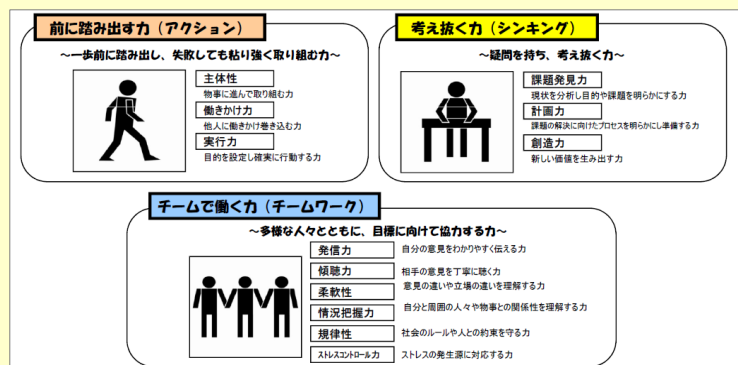 前に踏み出す力(アクション)
~一歩前に踏み出し、失敗しても粘り強く取り組む力~
主体性
物事に進んで取り組む力
働きかけ力
他人に働きかけ巻き込む力
実行力
目的を設定し確実に行動する力
考え抜く力(シンキング)
~疑問を持ち、考え抜く力~
課題発見力
現状を分析し目的や課題を明らかにする力
計画力
課題の解決に向けたプロセスを明らかにし準備する力
創造力
新しい価値を生み出す力
チームで働く力(チームワーク)
~多様な人々とともに、目標に向けて協力する力~
発信力
自分の意見をわかりやすく伝える力
傾聴力
相手の意見を丁寧に聴く力
柔軟性
意見の違いや立場の違いを理解する力
情況把握力
自分と周囲の人々や物事との関係性を理解する力
規律性
社会のルールや人との約束を守る力
ストレスコントロール力
ストレスの発生源に対応する力